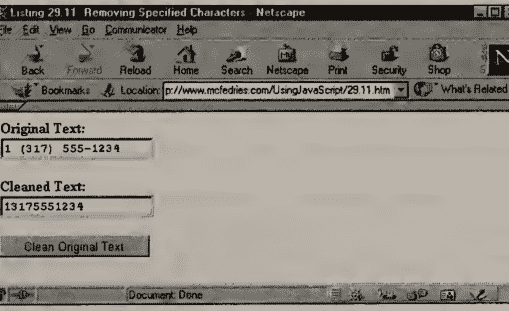 Listing 29.11 Removing Specified Characters - Netscape
File Edit View Go Communicator Help
Back Forward Reload Home Search Netscape Print Security Shop
Bookmarks Location: p://www.mcfedries.com/UsingJavaScript/29.11.htm What's Related
Original Text:
1 (317) 555-1234
Cleaned Text:
13175551234
Clean Original Text
Document: Done